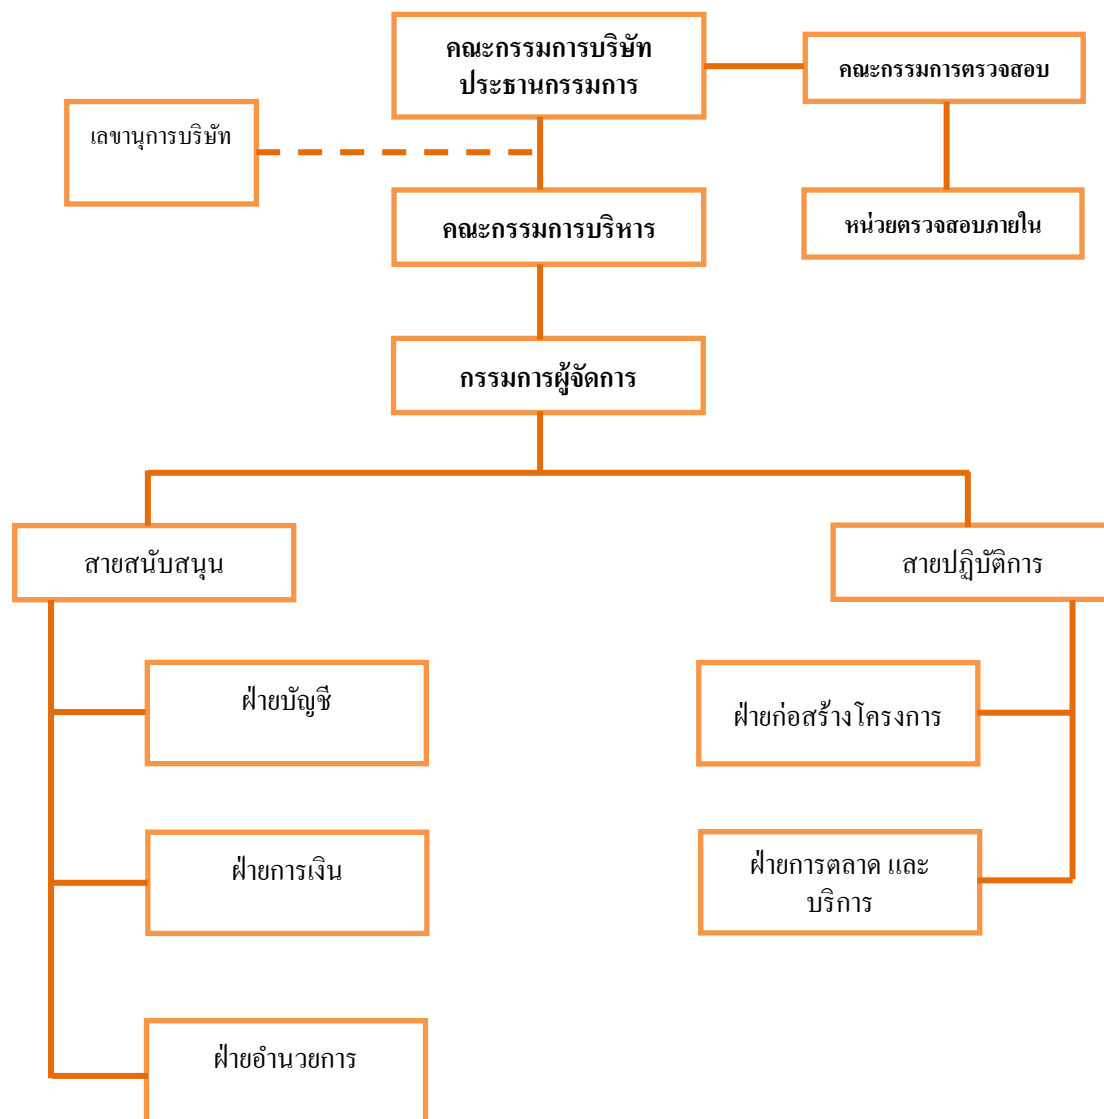 คณะกรรมการบริษัท
ประธานกรรมการ
คณะกรรมการตรวจสอบ
เลขานุการบริษัท
คณะกรรมการบริหาร
หน่วยตรวจสอบภายใน
กรรมการผู้จัดการ
สายสนับสนุน
สายปฏิบัติการ
ฝ่ายบัญชี
ฝ่ายก่อสร้างโครงการ
ฝ่ายการเงิน
ฝ่ายการตลาด และ
บริการ
ฝ่ายอำนวยการ